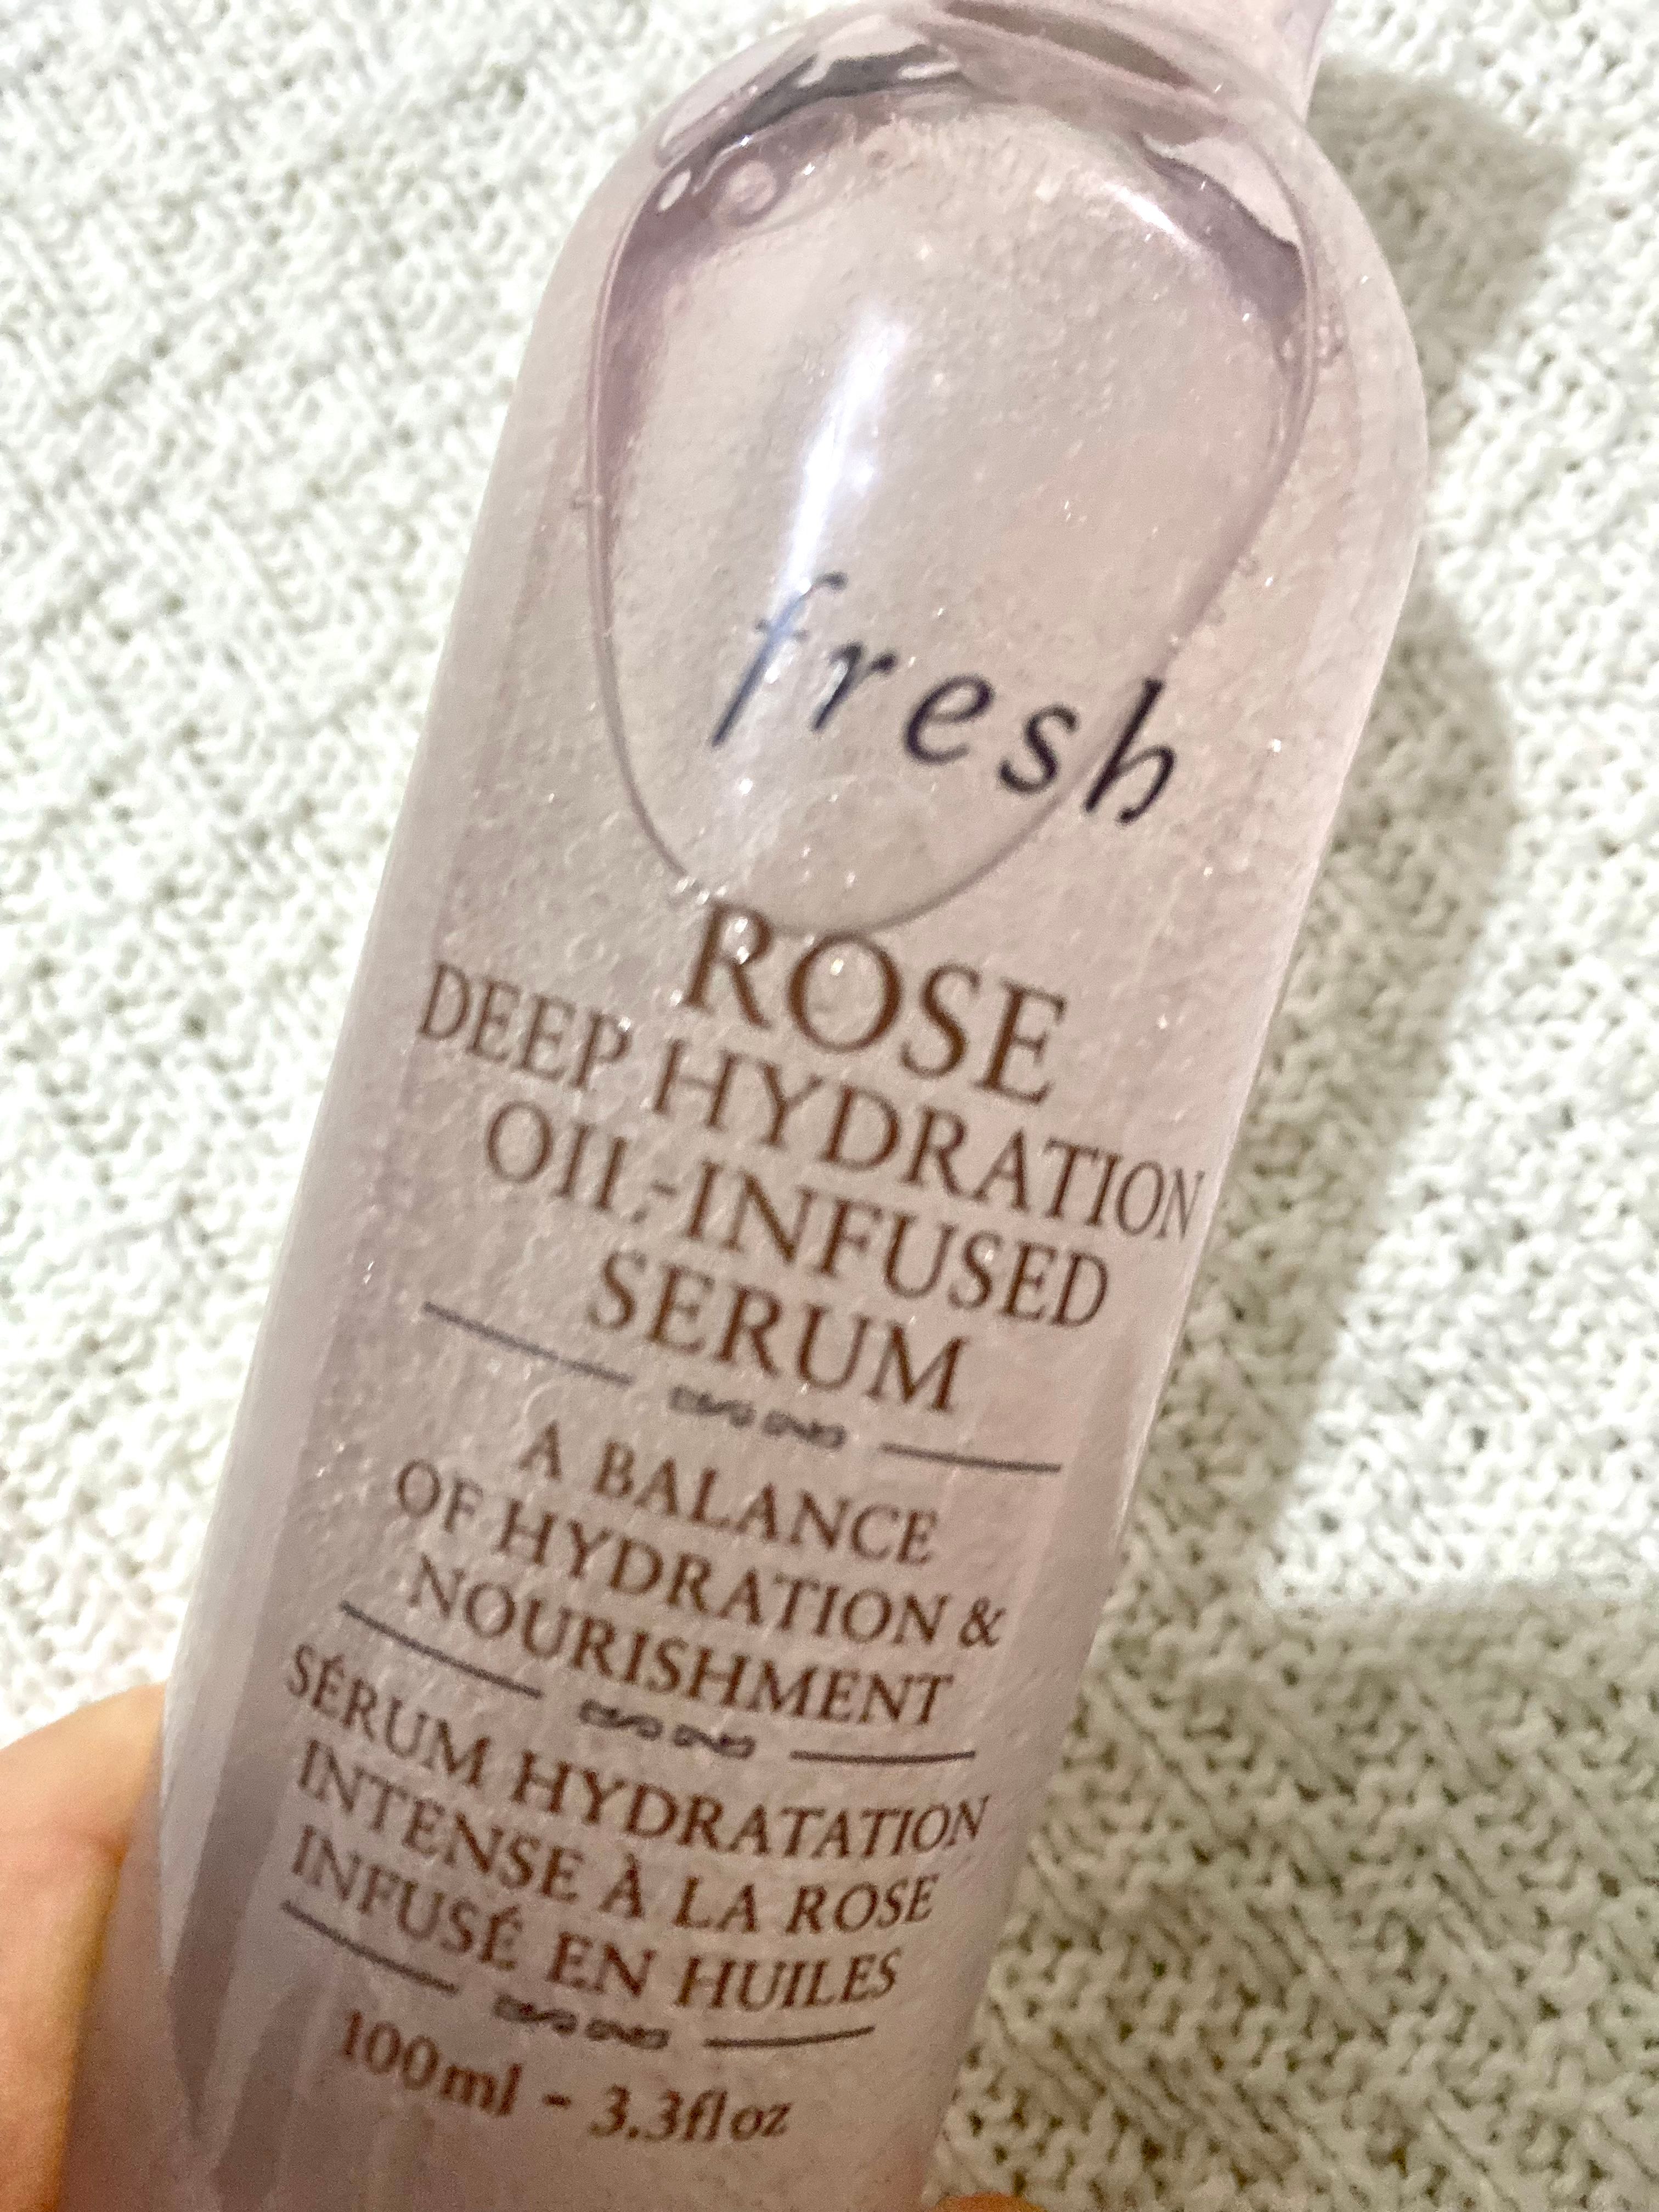 fresh
ROSE
DEEP HYDRATION
OIL-INFUSED
SERUM
A BALANCE
OF HYDRATION &
NOURISHMENT
SÉRUM HYDRATATION
INTENSE À LA ROSE
INFUSÉ EN HUILES
100ml - 3.3fl oz